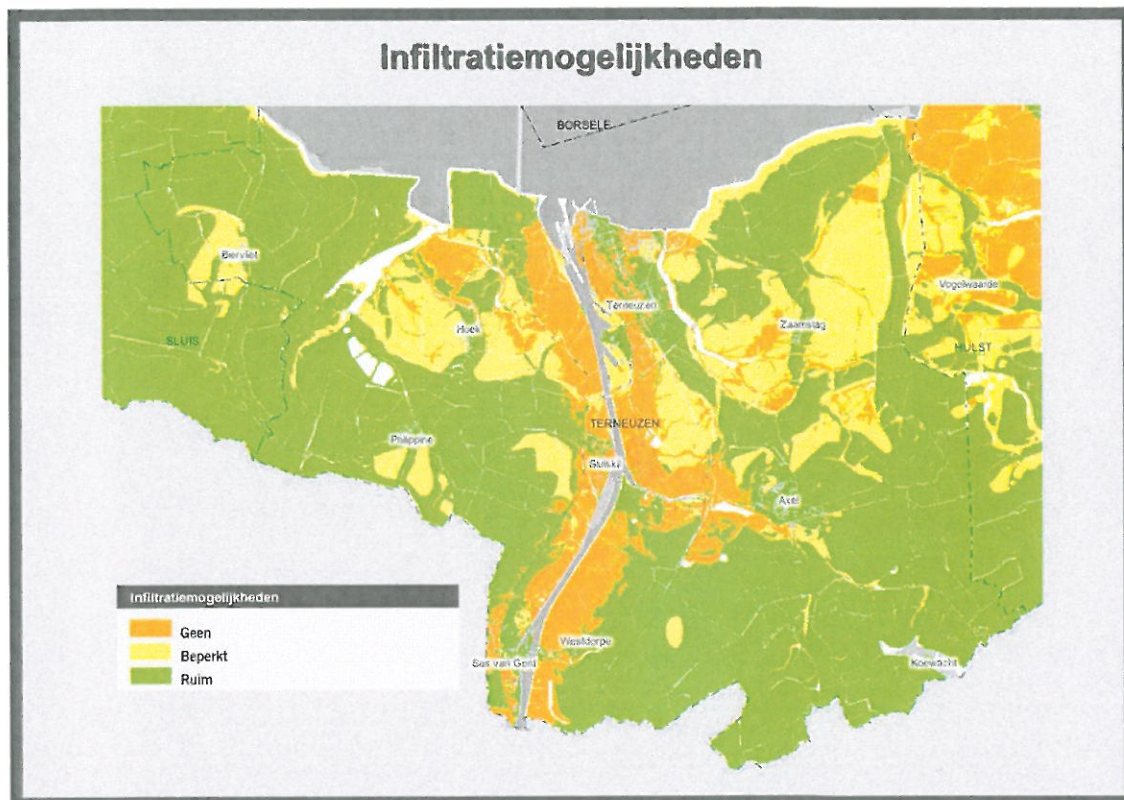 Infiltratiemogelijkheden
BORSELE
Biervliet
Vogelwaarde
Terneuzen
Hoek
Zaamslag
SLUIS
HULST
TERNEUZEN
Philippine
Sluiskil
Axel
Infiltratiemogelijkheden
Geen
Beperkt
Ruim
Westdorpe
Sas van Gent
Koewacht